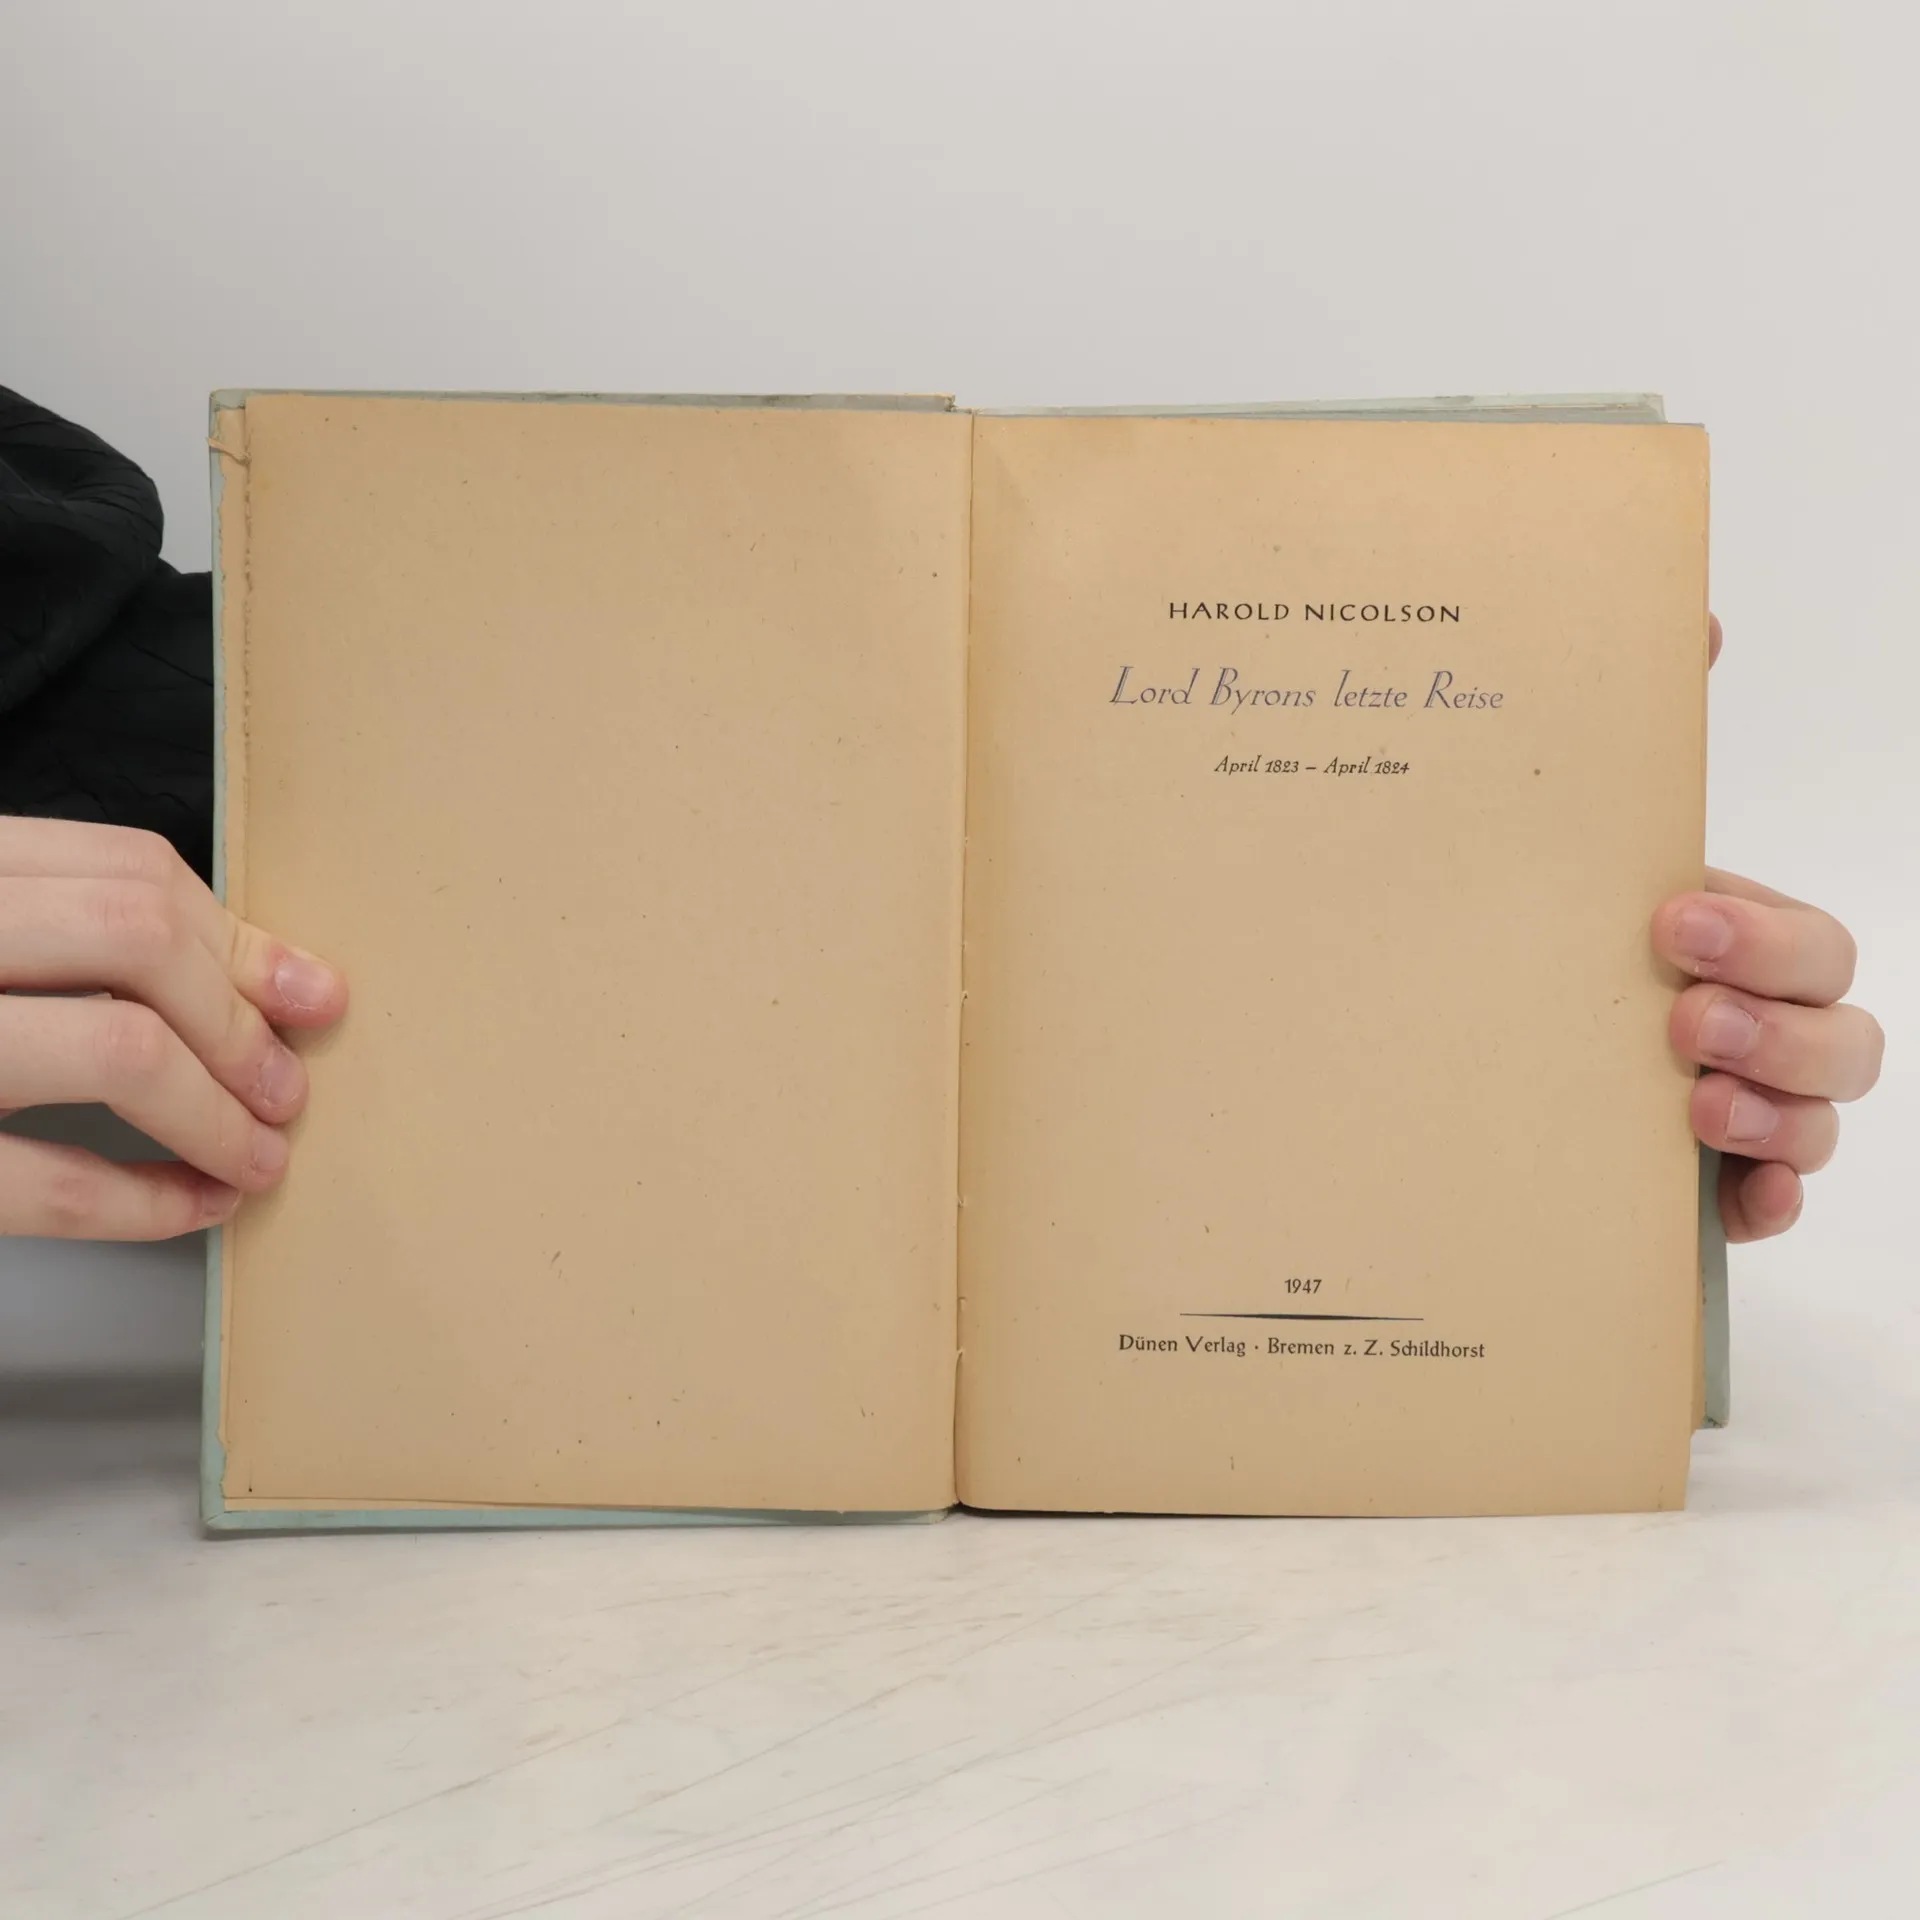 HAROLD NICOLSON
Lord Byrons letzte Reise
April 1823 – April 1824
1947
Dünen Verlag · Bremen z. Z. Schildhorst